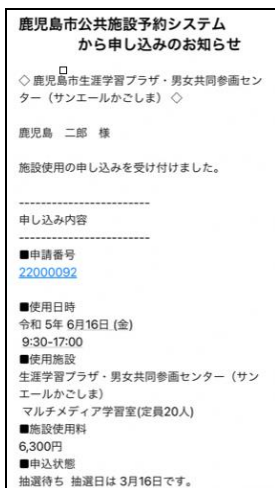 鹿児島市公共施設予約システム
から申し込みのお知らせ
◇ 鹿児島市生涯学習プラザ・男女共同参画セン
ター（サンエールかごしま） ◇
鹿児島　二郎　様
施設使用の申し込みを受け付けました。
------------------------
申し込み内容
------------------------
■申請番号
22000092
■使用日時
令和 5年 6月16日 (金)
9:30-17:00
■使用施設
生涯学習プラザ・男女共同参画センター（サン
エールかごしま）
マルチメディア学習室(定員20人)
■施設使用料
6,300円
■申込状態
抽選待ち 抽選日は 3月16日です。